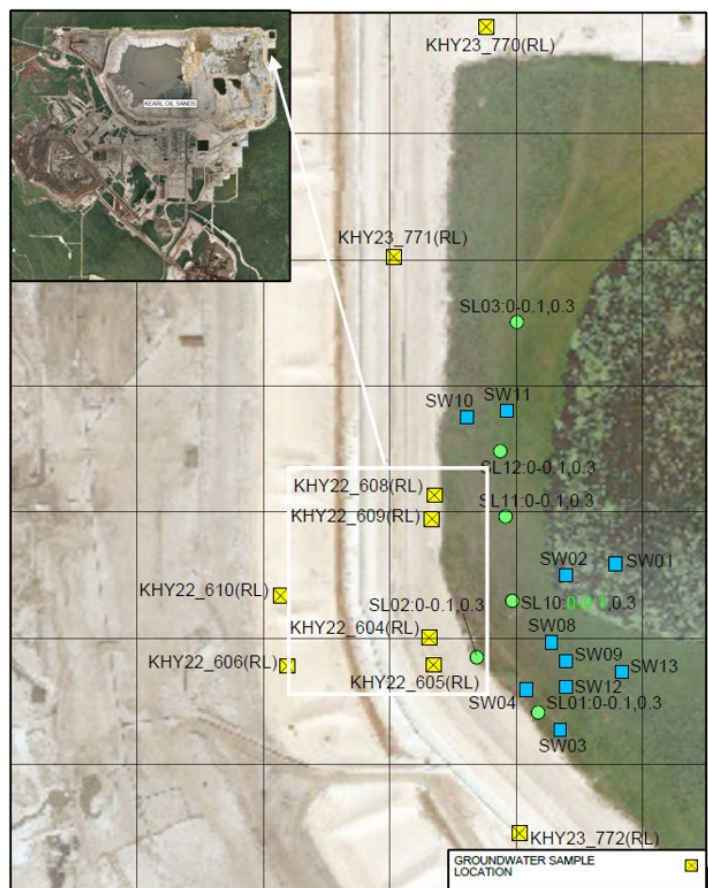 KHY23_770(RL)
KEARL OIL SANDS
KHY23_771(RL)
SL03:0-0.1,0.3
SW10
SW11
SL12:0-0.1,0.3
KHY22_608(RL)
SL11:0-0.1,0.3
KHY22_609(RL)
SW02
SW01
KHY22_610(RL)
SL02:0-0.1,0.3
SL10:0-0.1,0.3
KHY22_604(RL)
SW08
KHY22_606(RL)
SW09
SW13
KHY22_605(RL)
SW04
SW12
SL01:0-0.1,0.3
SW03
KHY23_772(RL)
GROUNDWATER SAMPLE
LOCATION